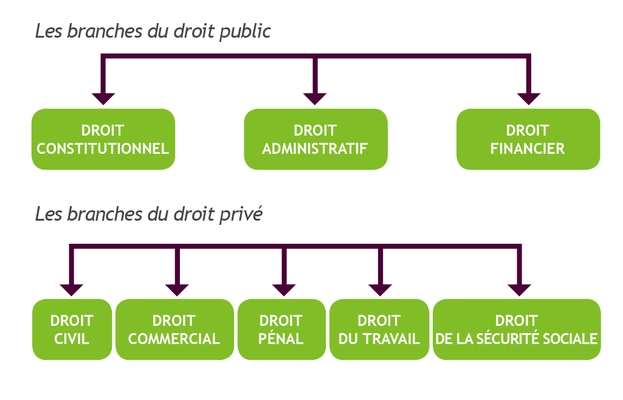 Les branches du droit public
DROIT
CONSTITUTIONNEL
DROIT
ADMINISTRATIF
DROIT
FINANCIER
Les branches du droit privé
DROIT
CIVIL
DROIT
COMMERCIAL
DROIT
PÉNAL
DROIT
DU TRAVAIL
DROIT
DE LA SÉCURITÉ SOCIALE